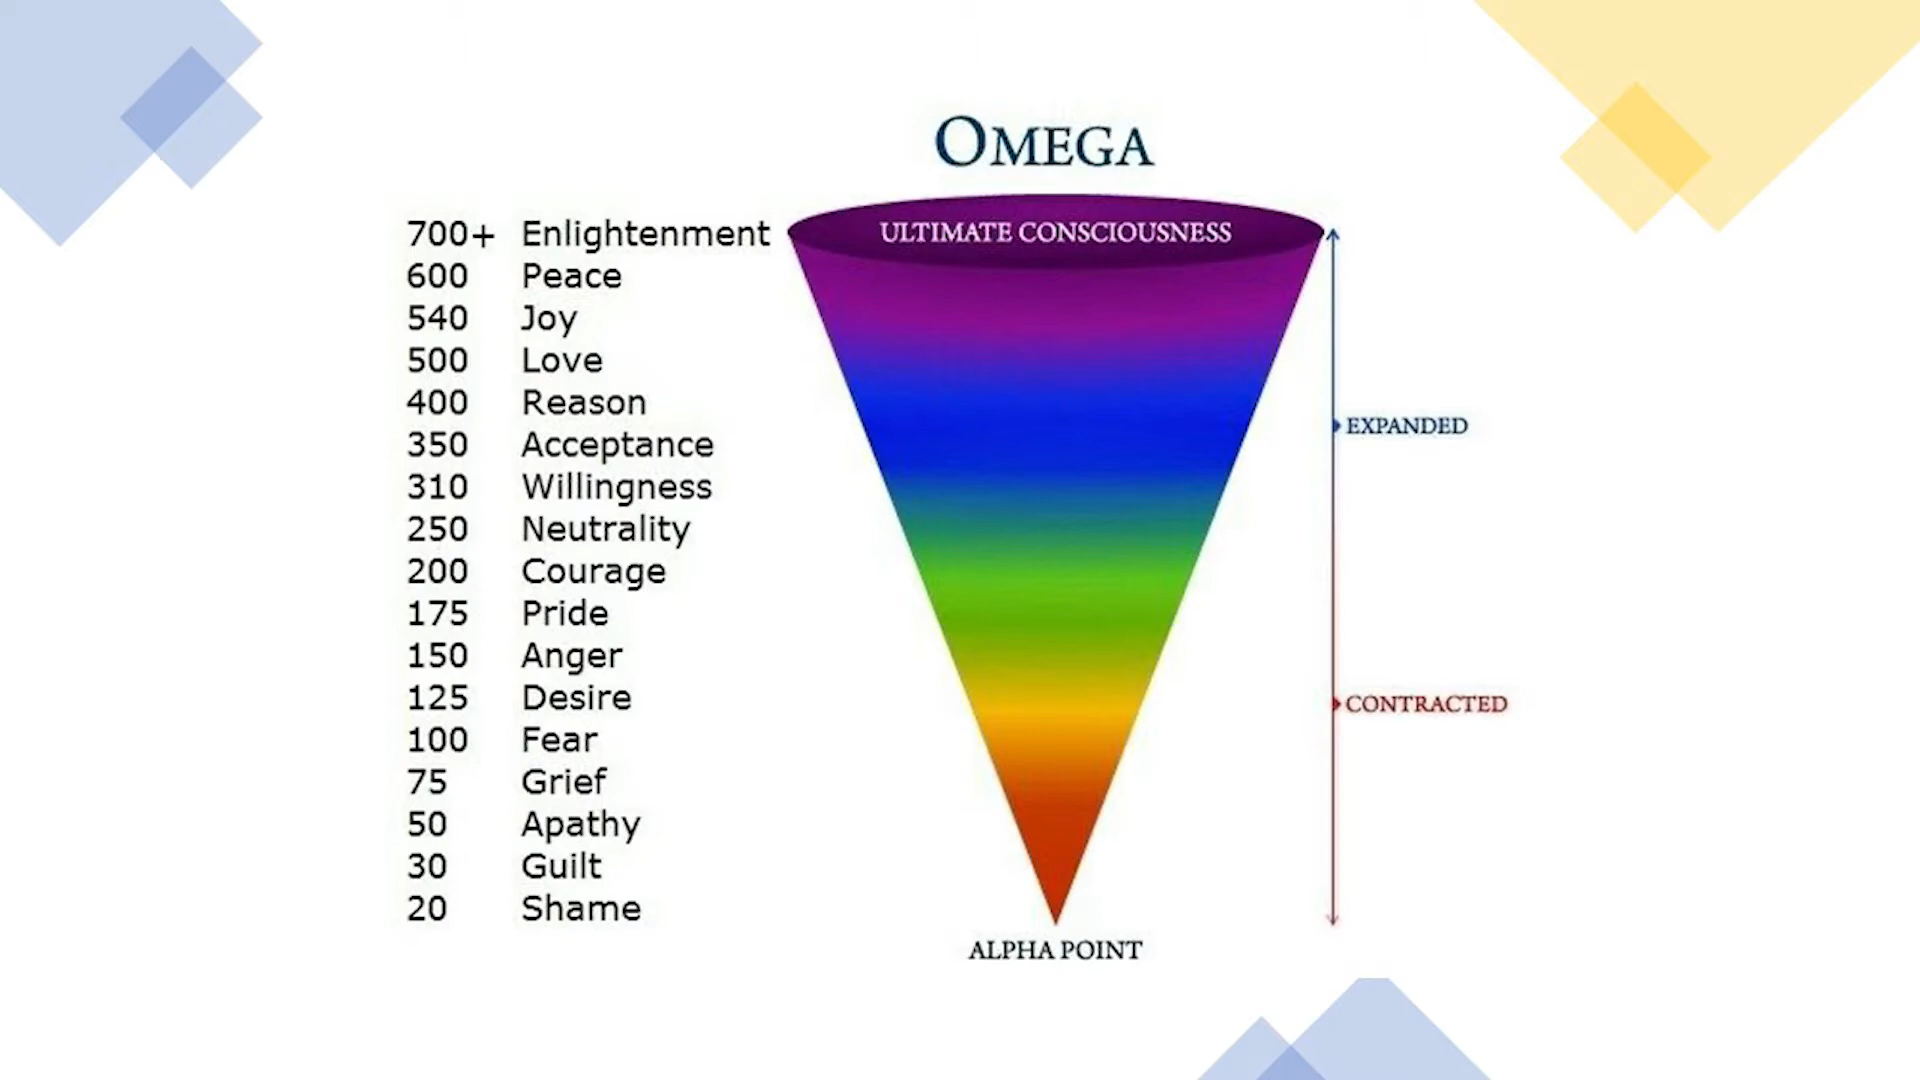 OMEGA
ULTIMATE CONSCIOUSNESS
700+ Enlightenment
600 Peace
540 Joy
500 Love
400 Reason
350 Acceptance
310 Willingness
250 Neutrality
200 Courage
175 Pride
150 Anger
125 Desire
100 Fear
75 Grief
50 Apathy
30 Guilt
20 Shame
EXPANDED
CONTRACTED
ALPHA POINT